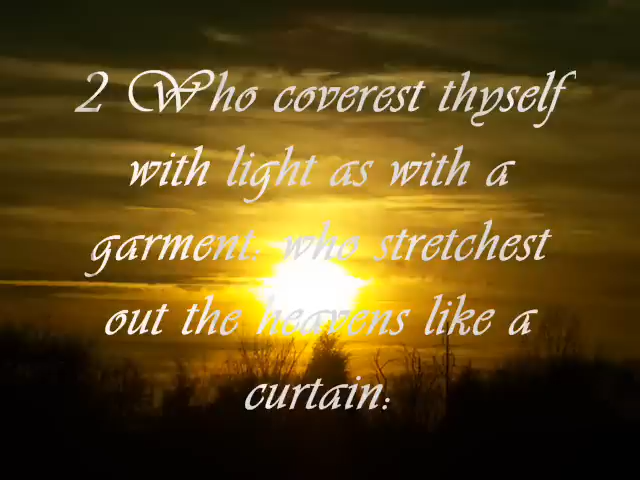 2 Who coverest thyself
with light as with a
garment: who stretchest
out the heavens like a
curtain: